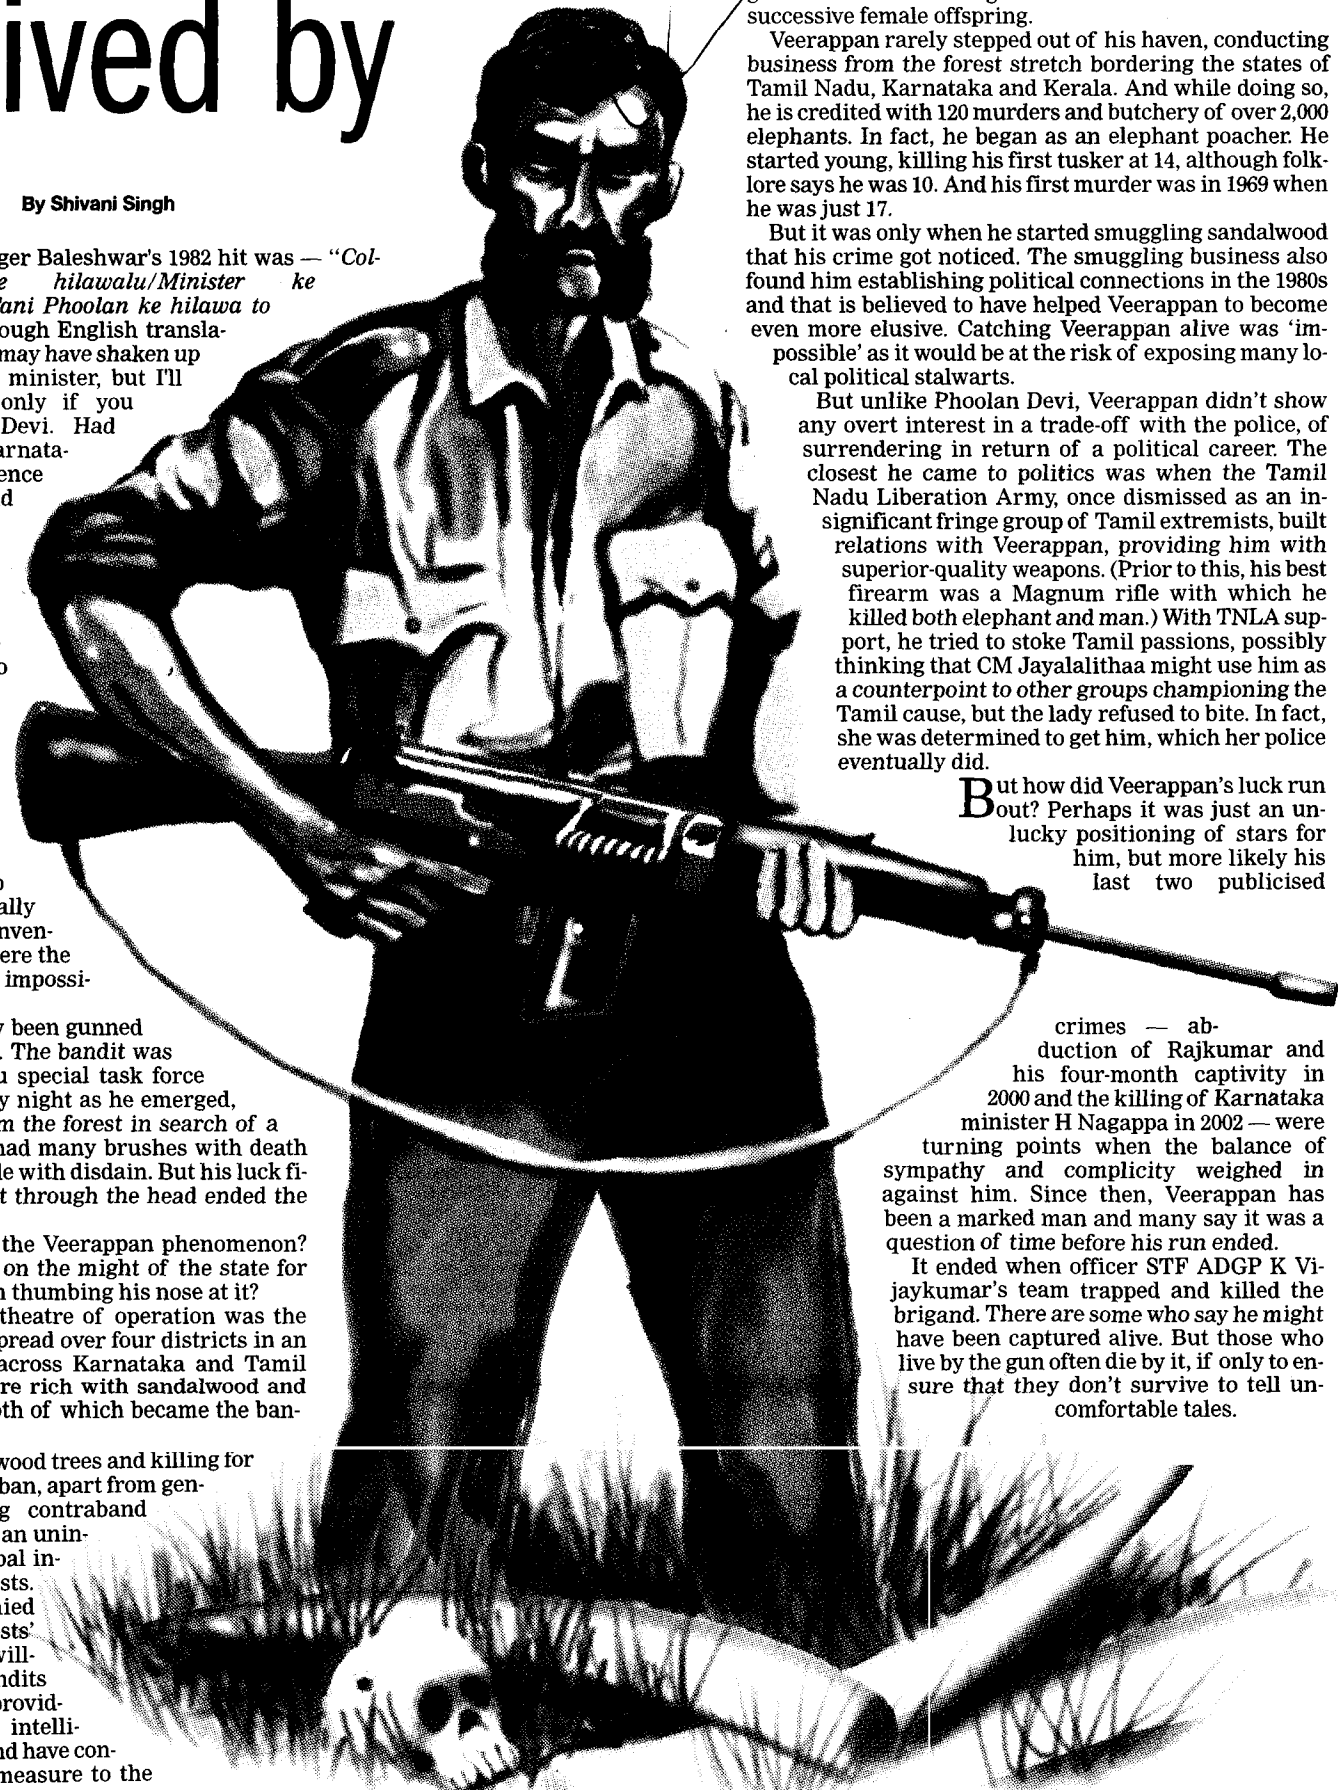 ived by
By Shivani Singh
ger Baleshwar's 1982 hit was — "Col-
e hilawalu/Minister ke
ani Phoolan ke hilawa to
ough English transla-
may have shaken up
minister, but I'll
only if you
Devi. Had
arnata-
ence
d
o
o
ally
nven-
ere the
impossi-
y been gunned
. The bandit was
u special task force
y night as he emerged,
m the forest in search of a
had many brushes with death
le with disdain. But his luck fi-
t through the head ended the
the Veerappan phenomenon?
on the might of the state for
n thumbing his nose at it?
theatre of operation was the
pread over four districts in an
across Karnataka and Tamil
re rich with sandalwood and
oth of which became the ban-
wood trees and killing for
ban, apart from gen-
g contraband
an unin-
bal in-
sts.
nied
sts'
will-
ndits
provid-
intelli-
nd have con-
measure to the
successive female offspring.
Veerappan rarely stepped out of his haven, conducting
business from the forest stretch bordering the states of
Tamil Nadu, Karnataka and Kerala. And while doing so,
he is credited with 120 murders and butchery of over 2,000
elephants. In fact, he began as an elephant poacher. He
started young, killing his first tusker at 14, although folk-
lore says he was 10. And his first murder was in 1969 when
he was just 17.
But it was only when he started smuggling sandalwood
that his crime got noticed. The smuggling business also
found him establishing political connections in the 1980s
and that is believed to have helped Veerappan to become
even more elusive. Catching Veerappan alive was 'im-
possible' as it would be at the risk of exposing many lo-
cal political stalwarts.
But unlike Phoolan Devi, Veerappan didn't show
any overt interest in a trade-off with the police, of
surrendering in return of a political career. The
closest he came to politics was when the Tamil
Nadu Liberation Army, once dismissed as an in-
significant fringe group of Tamil extremists, built
relations with Veerappan, providing him with
superior-quality weapons. (Prior to this, his best
firearm was a Magnum rifle with which he
killed both elephant and man.) With TNLA sup-
port, he tried to stoke Tamil passions, possibly
thinking that CM Jayalalithaa might use him as
a counterpoint to other groups championing the
Tamil cause, but the lady refused to bite. In fact,
she was determined to get him, which her police
eventually did.
But how did Veerappan's luck run
out? Perhaps it was just an un-
lucky positioning of stars for
him, but more likely his
last two publicised
crimes — ab-
duction of Rajkumar and
his four-month captivity in
2000 and the killing of Karnataka
minister H Nagappa in 2002 — were
turning points when the balance of
sympathy and complicity weighed in
against him. Since then, Veerappan has
been a marked man and many say it was a
question of time before his run ended.
It ended when officer STF ADGP K Vi-
jaykumar's team trapped and killed the
brigand. There are some who say he might
have been captured alive. But those who
live by the gun often die by it, if only to en-
sure that they don't survive to tell un-
comfortable tales.